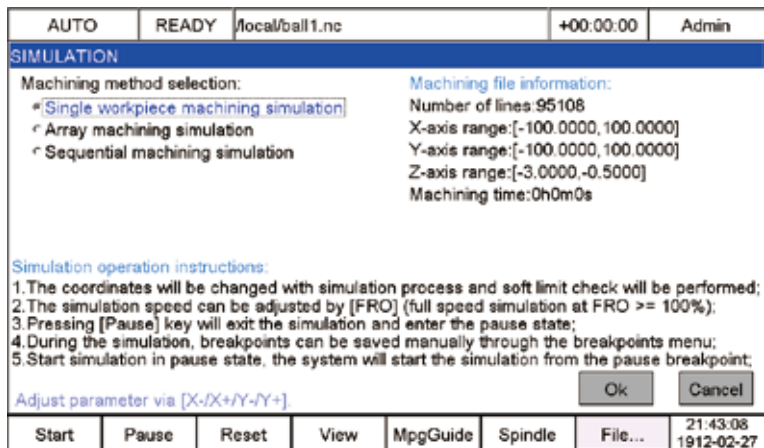 AUTO READY /local/ball1.nc +00:00:00 Admin
SIMULATION
Machining method selection:
Single workpiece machining simulation
Array machining simulation
Sequential machining simulation
Machining file information:
Number of lines:95108
X-axis range:[-100.0000,100.0000]
Y-axis range:[-100.0000,100.0000]
Z-axis range:[-3.0000,-0.5000]
Machining time:0h0m0s
Simulation operation instructions:
1.The coordinates will be changed with simulation process and soft limit check will be performed;
2.The simulation speed can be adjusted by [FRO] (full speed simulation at FRO >= 100%);
3.Pressing [Pause] key will exit the simulation and enter the pause state;
4.During the simulation, breakpoints can be saved manually through the breakpoints menu;
5.Start simulation in pause state, the system will start the simulation from the pause breakpoint;
Adjust parameter via [X-/X+/Y-/Y+].
Ok Cancel
Start Pause Reset View MpgGuide Spindle File... 21:43:08
1912-02-27